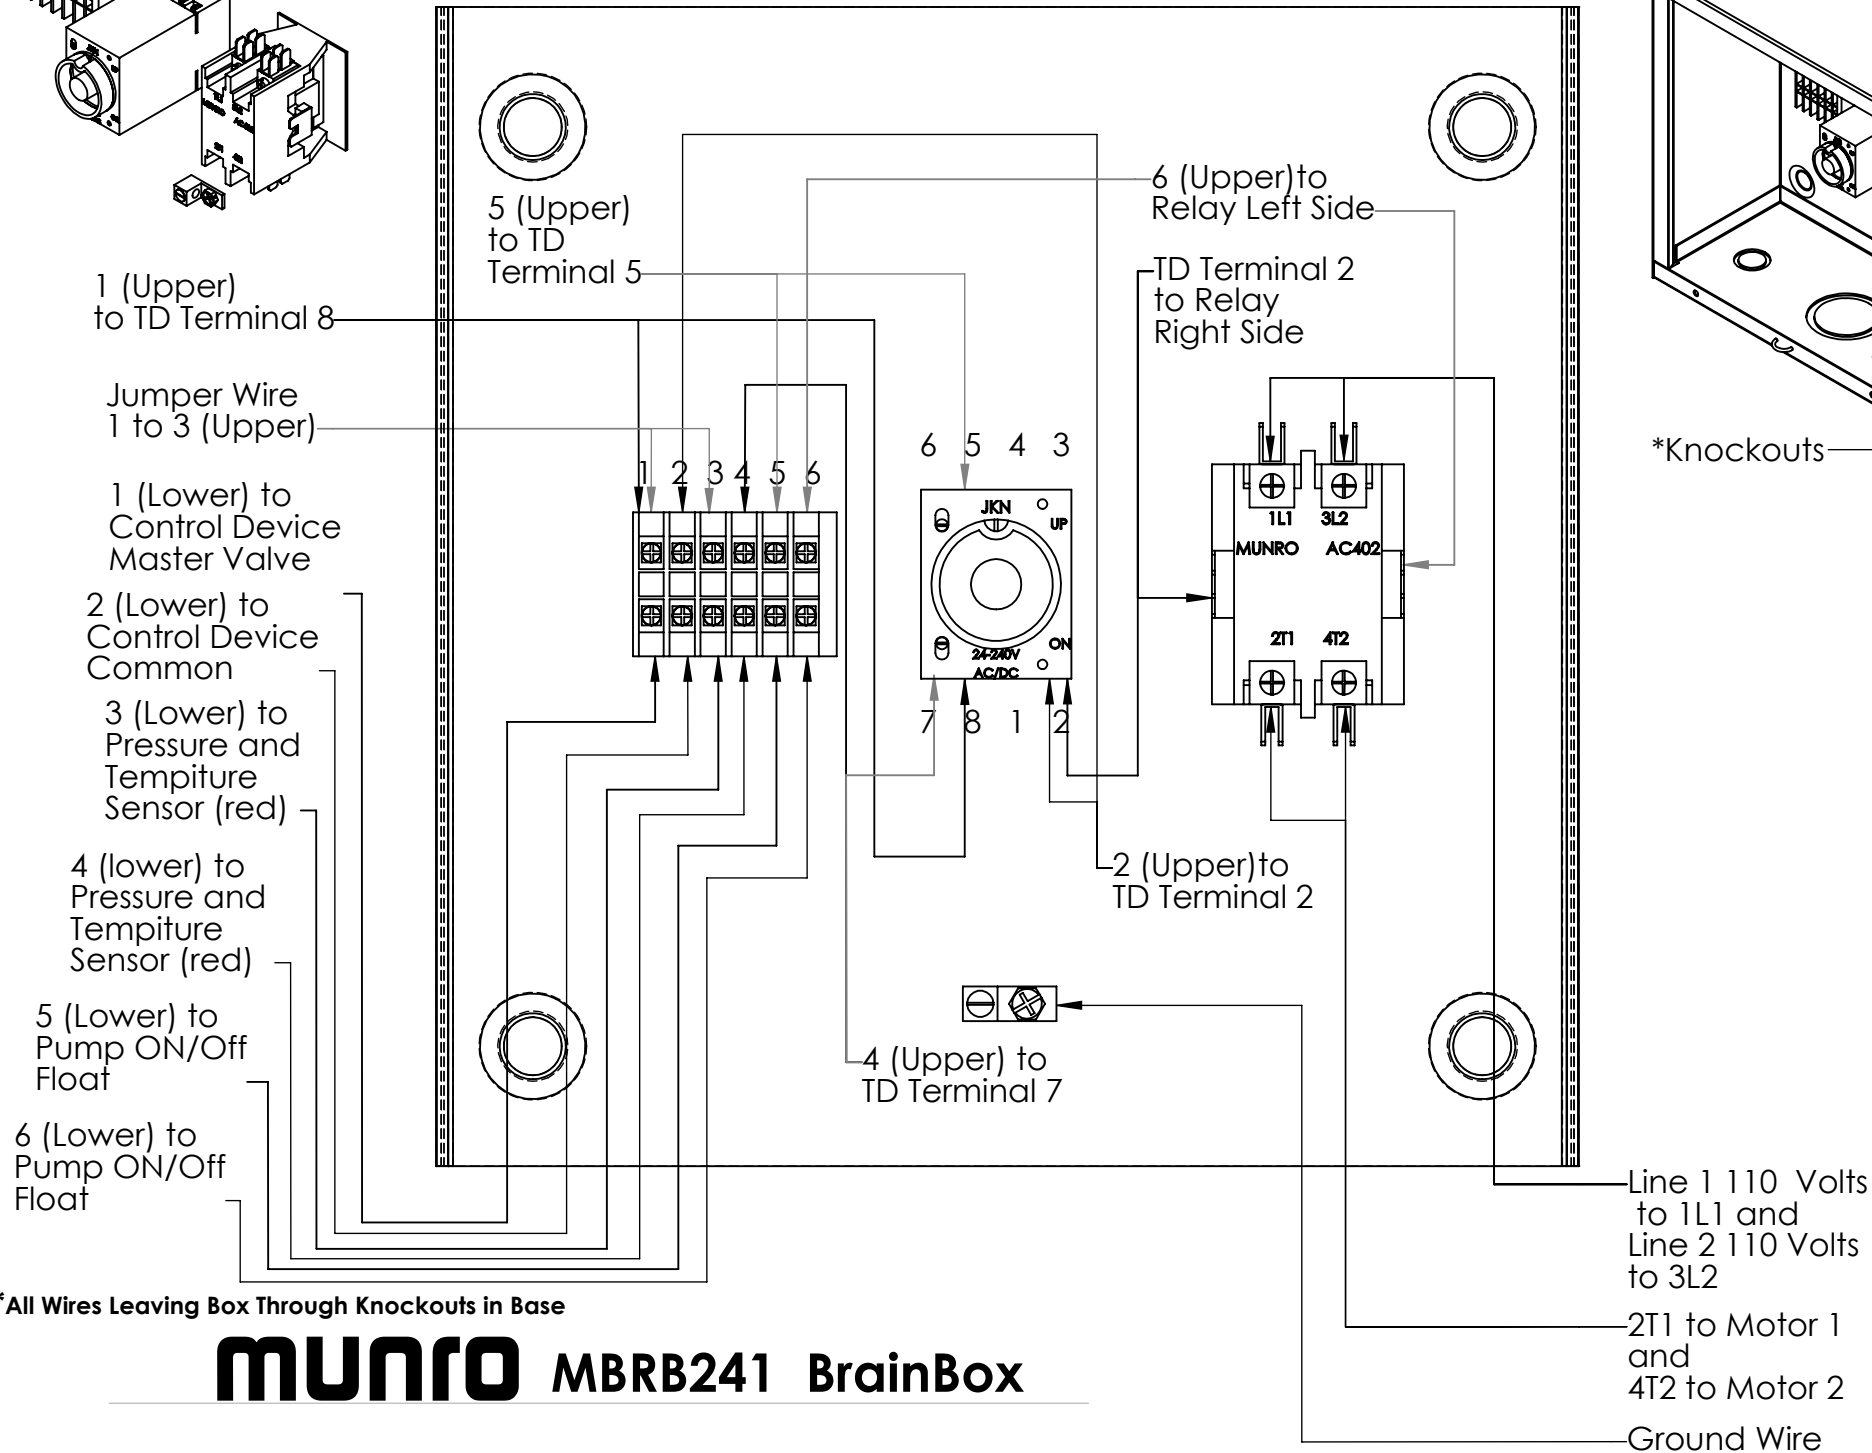 5 (Upper)
to TD
Terminal 5
6 (Upper)to
Relay Left Side
TD Terminal 2
to Relay
Right Side
1 (Upper)
to TD Terminal 8
Jumper Wire
1 to 3 (Upper)
*Knockouts
1 (Lower) to
Control Device
Master Valve
2 (Lower) to
Control Device
Common
3 (Lower) to
Pressure and
Tempiture
Sensor (red)
4 (lower) to
Pressure and
Tempiture
Sensor (red)
5 (Lower) to
Pump ON/Off
Float
6 (Lower) to
Pump ON/Off
Float
1 2 3 4 5 6
6 5 4 3
JKN
UP
ON
24-240V
AC/DC
7 8 1 2
1L1 3L2
MUNRO AC402
2T1 4T2
2 (Upper)to
TD Terminal 2
4 (Upper) to
TD Terminal 7
Line 1 110 Volts
to 1L1 and
Line 2 110 Volts
to 3L2
2T1 to Motor 1
and
4T2 to Motor 2
Ground Wire
*All Wires Leaving Box Through Knockouts in Base
munro MBRB241 BrainBox